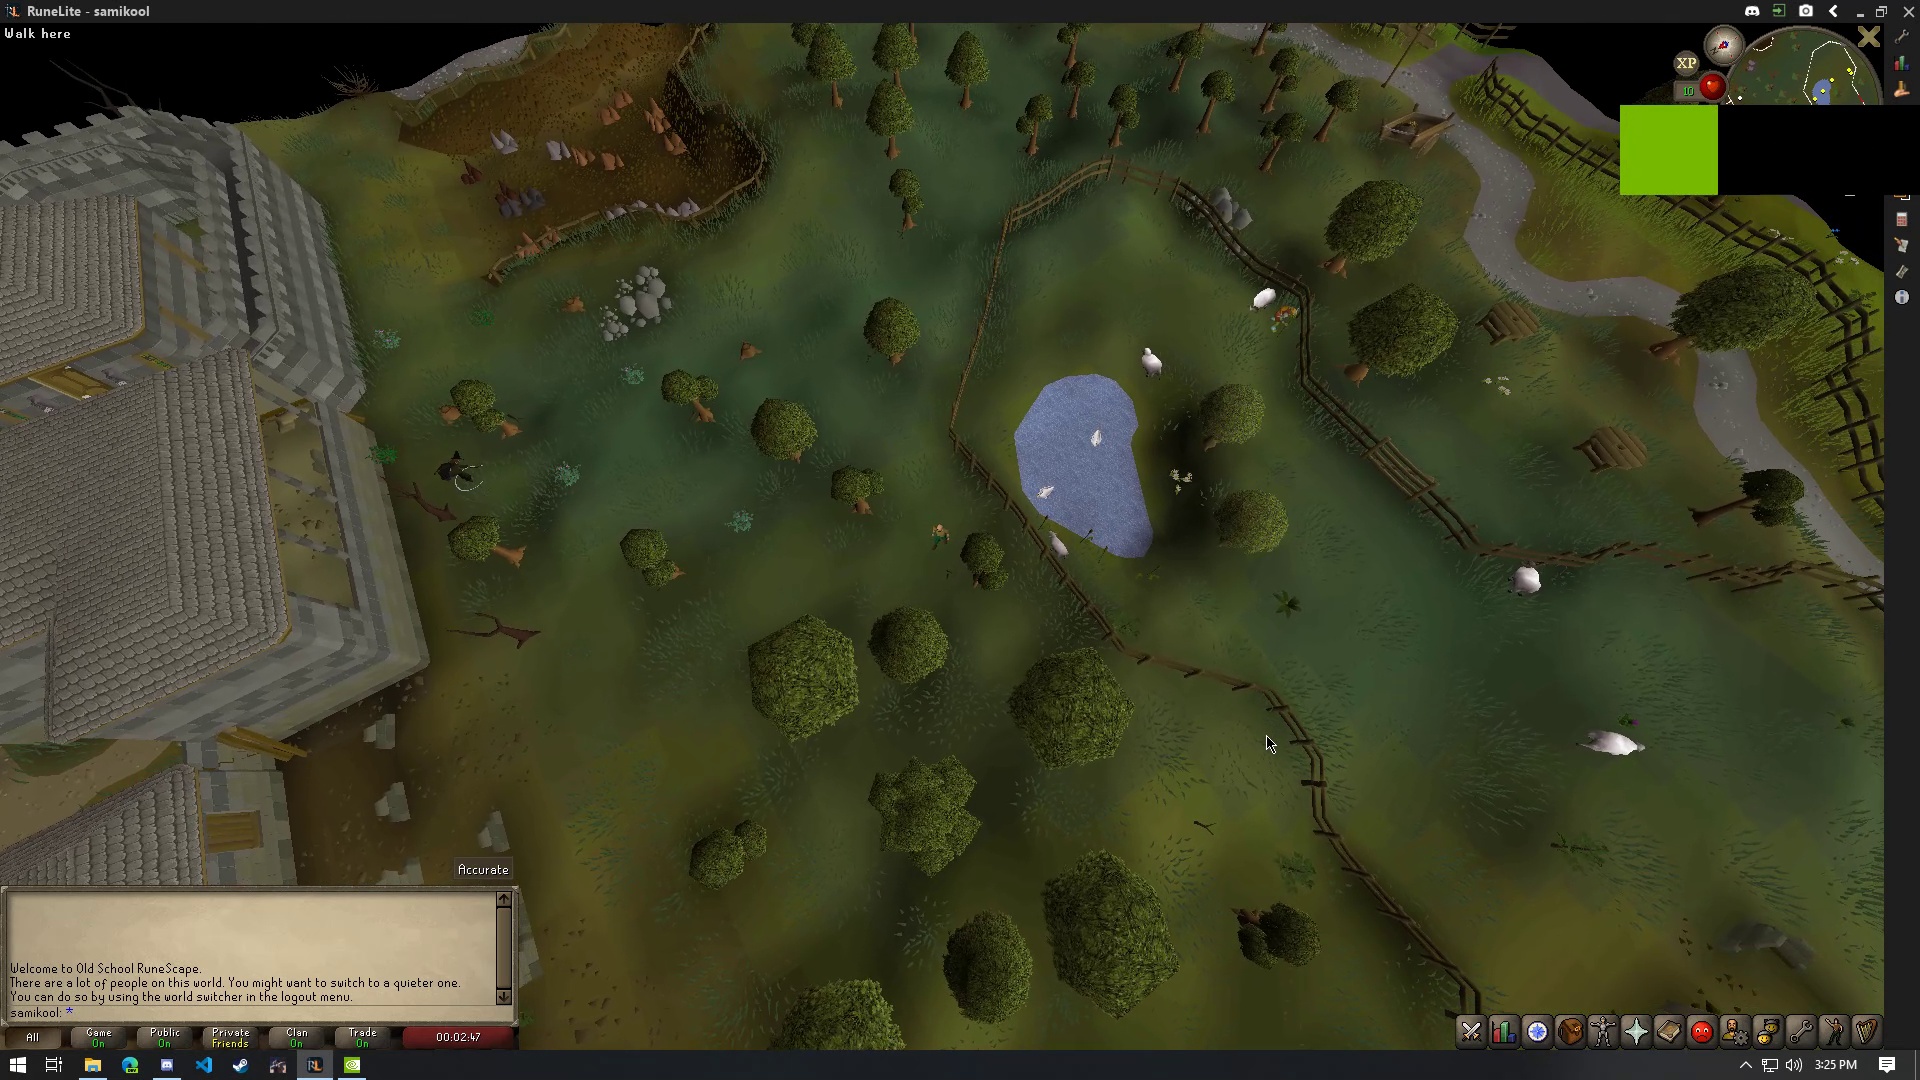 RuneLite - samikool
Walk here
XP
10
Accurate
Welcome to Old School RuneScape.
There are a lot of people on this world. You might want to switch to a quieter one.
You can do so by using the world switcher in the logout menu.
samikool: *
All
Game
On
Public
On
Private
Friends
Clan
On
Trade
On
00:02:47
3:25 PM